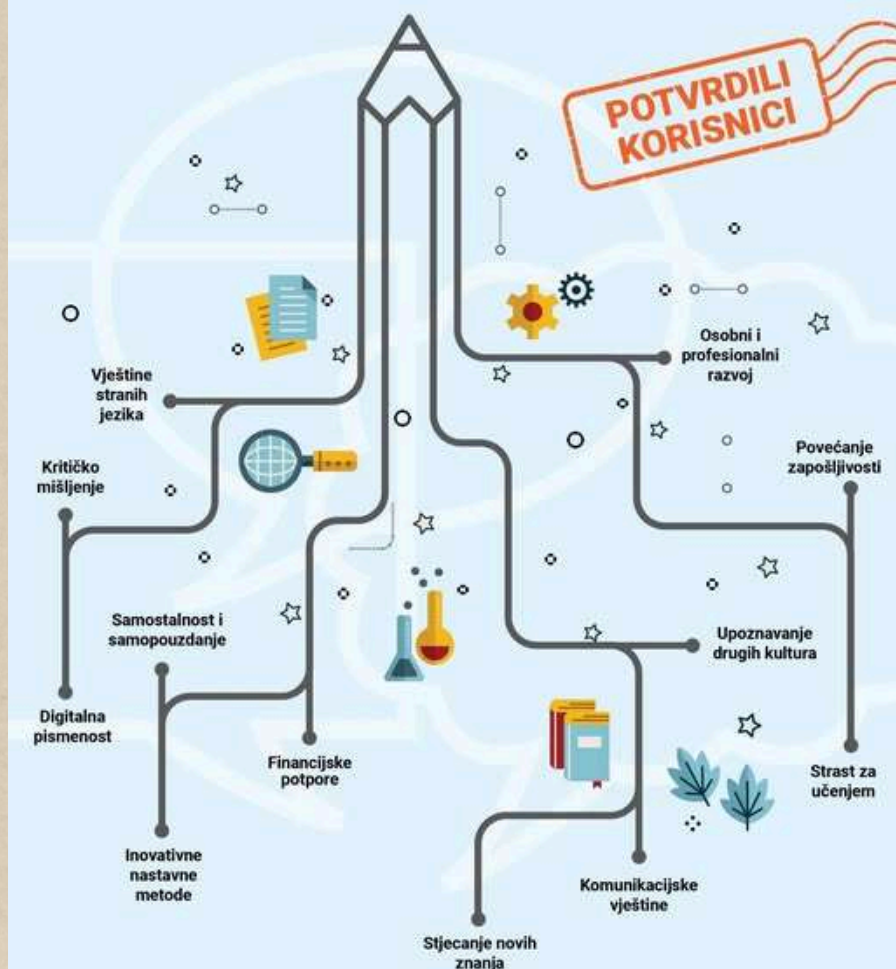 POTVRDILI
KORISNICI
Osobni i
profesionalni
razvoj
Vještine
stranih
jezika
Povećanje
zapošljivosti
Kritičko
mišljenje
Samostalnost i
samopouzdanje
Upoznavanje
drugih kultura
Digitalna
pismenost
Financijske
potpore
Strast za
učenjem
Inovativne
nastavne
metode
Komunikacijske
vještine
Stjecanje novih
znanja